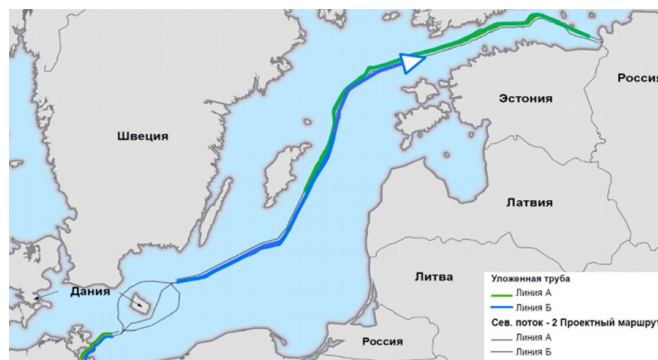 Россия
Эстония
Швеция
Латвия
Литва
Дания
Россия
Уложенная труба
Линия А
Линия Б
Сев. поток - 2 Проектный маршрут
Линия А
Линия Б